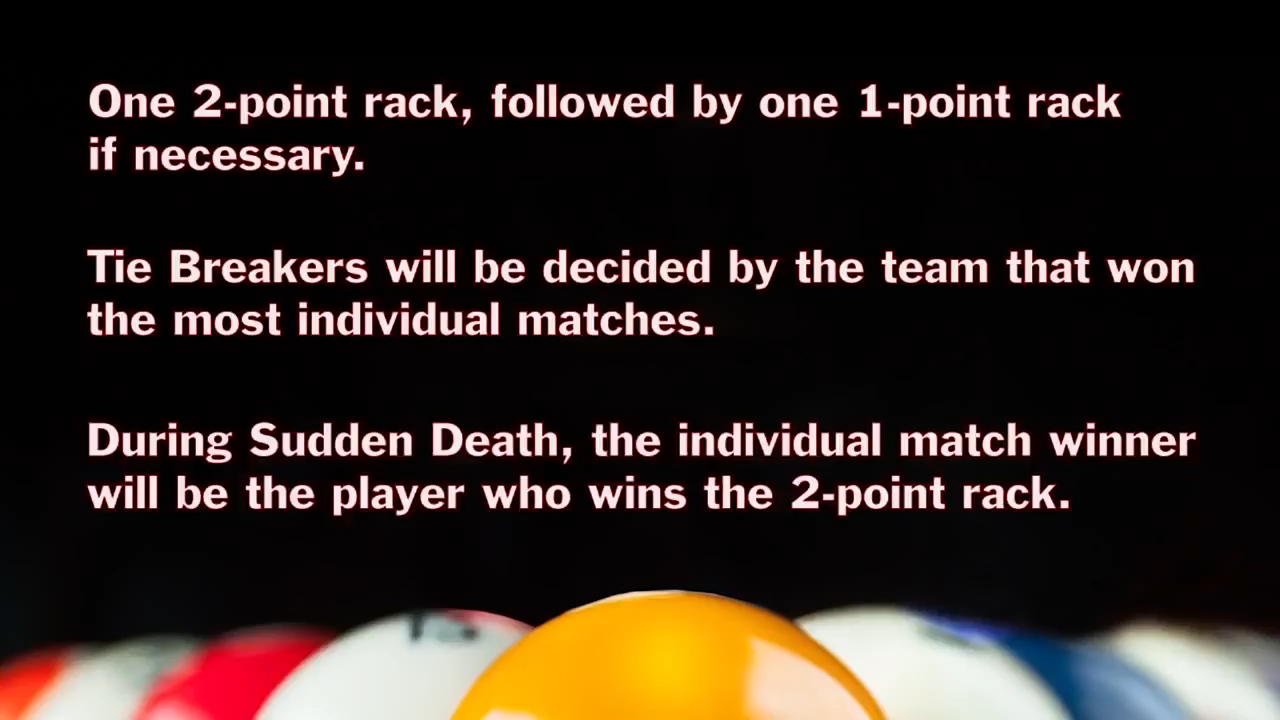 One 2-point rack, followed by one 1-point rack
if necessary.
Tie Breakers will be decided by the team that won
the most individual matches.
During Sudden Death, the individual match winner
will be the player who wins the 2-point rack.